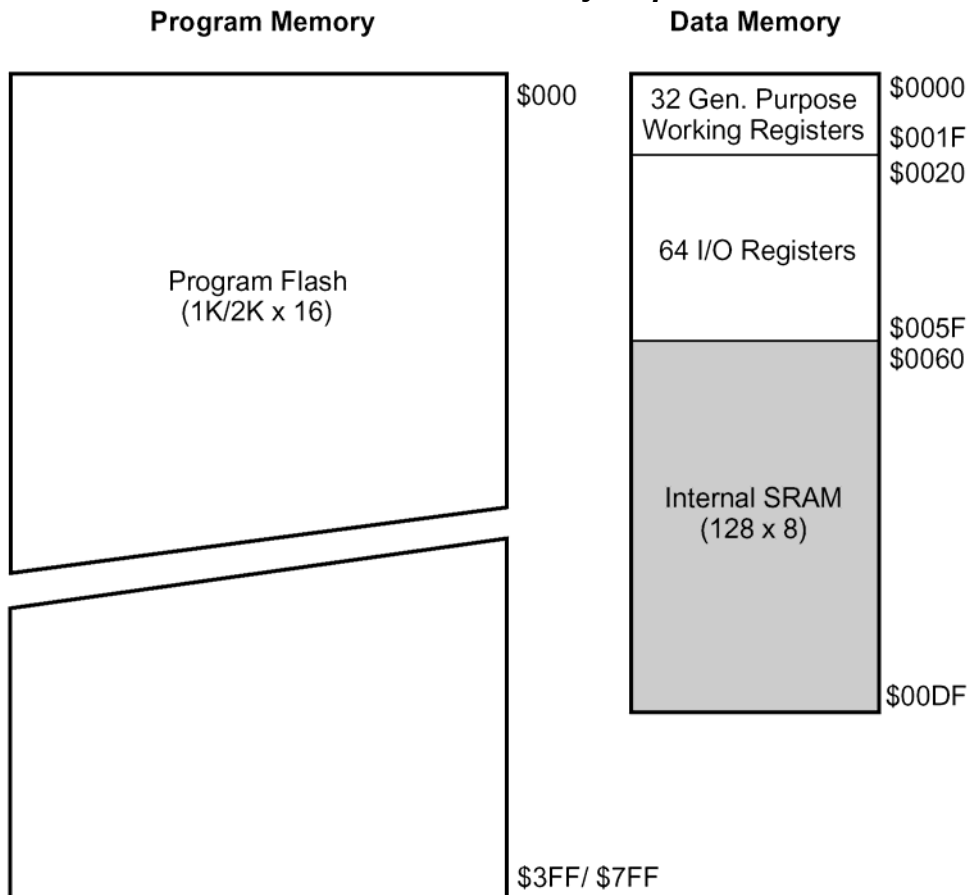 Program Memory
$000
Program Flash
(1K/2K x 16)
$3FF/ $7FF
Data Memory
32 Gen. Purpose
Working Registers
$0000
$001F
$0020
64 I/O Registers
$005F
$0060
Internal SRAM
(128 x 8)
$00DF